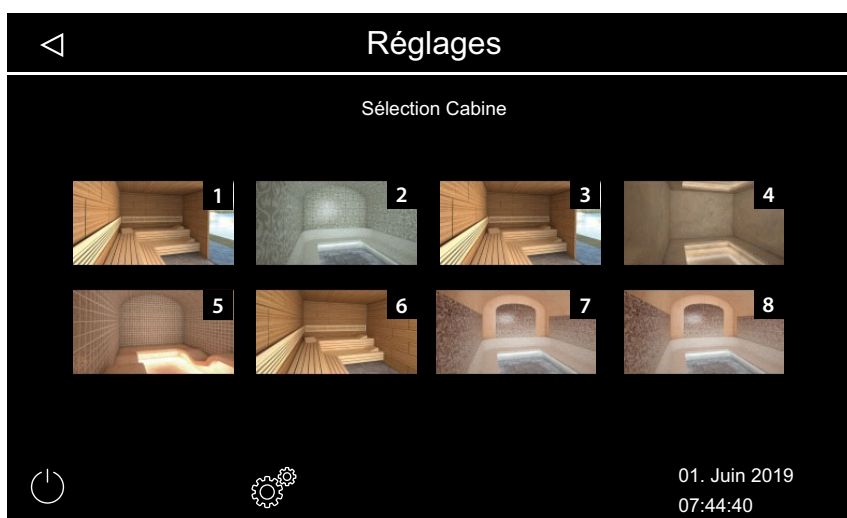 Réglages
Sélection Cabine
1 2 3 4
5 6 7 8
01. Juin 2019
07:44:40